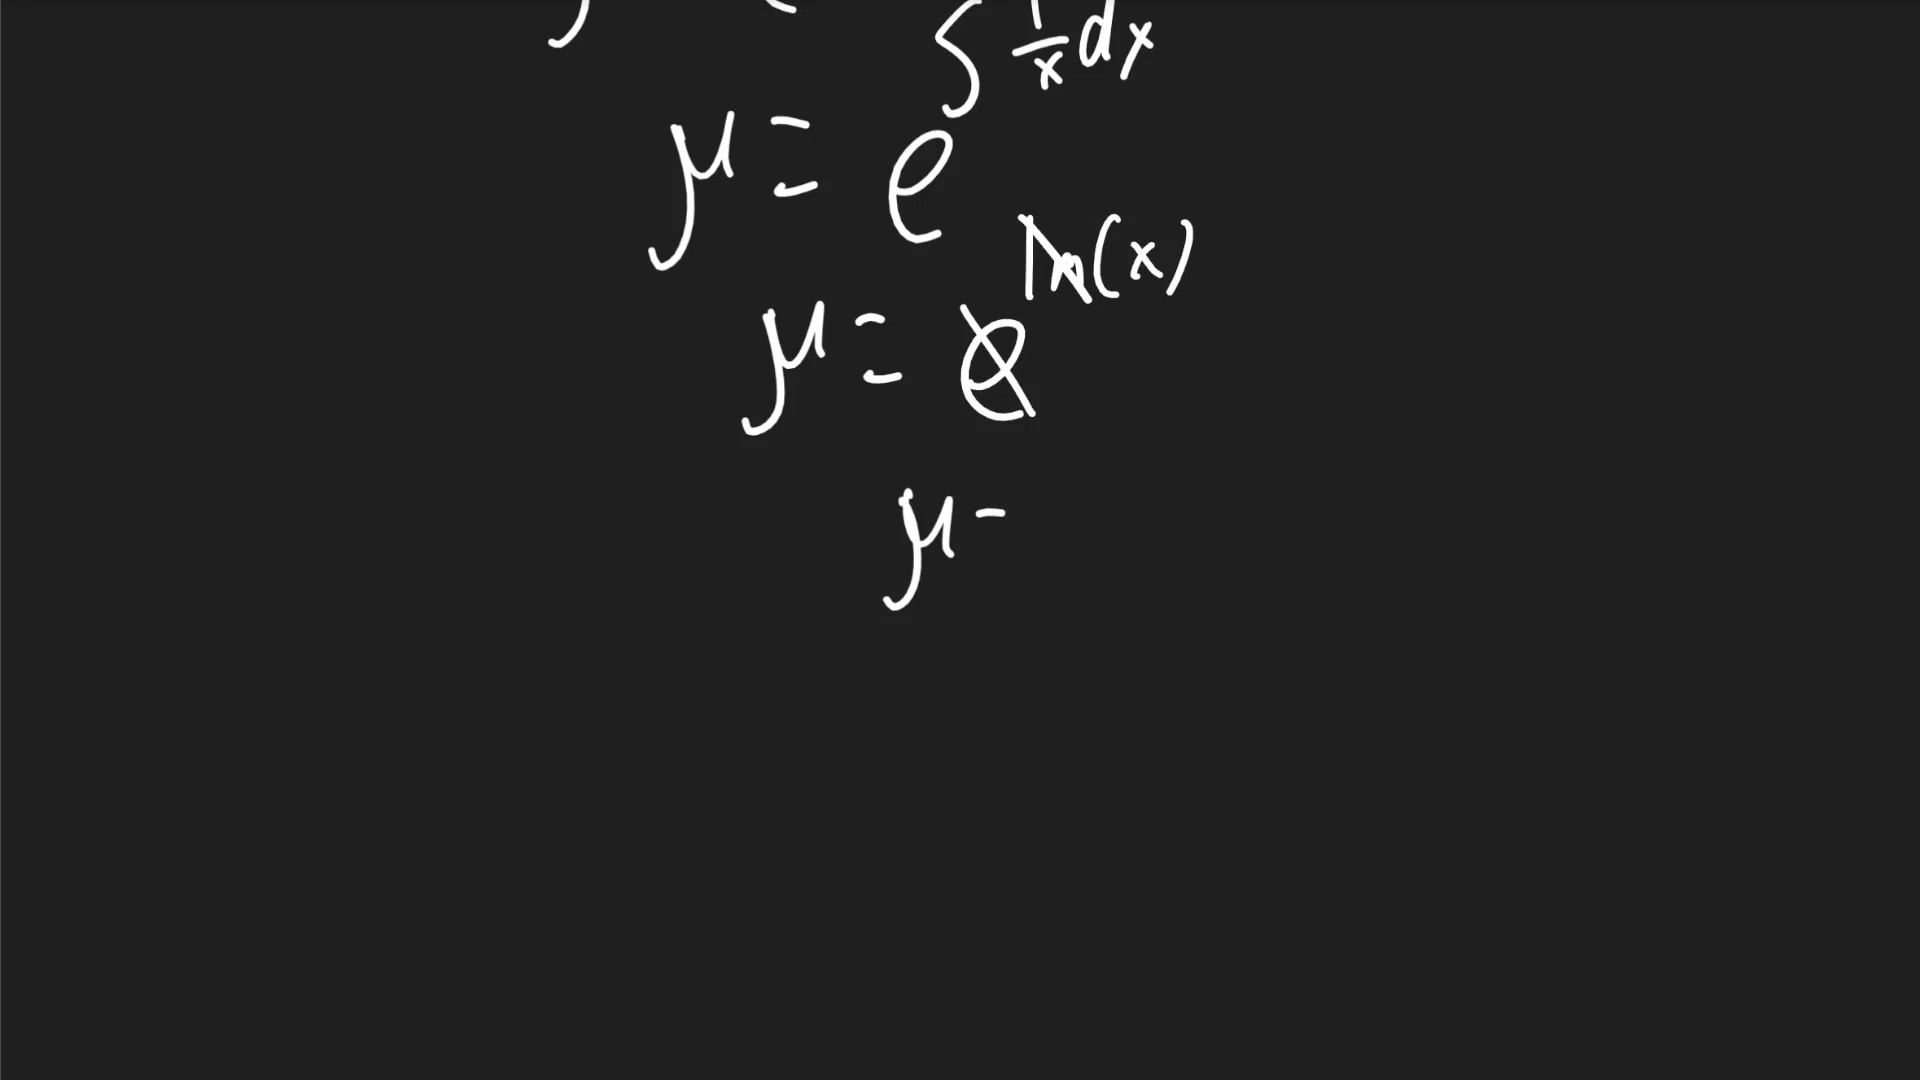 μ = e^∫ 1/x dx
μ = e^ln(x)
μ -